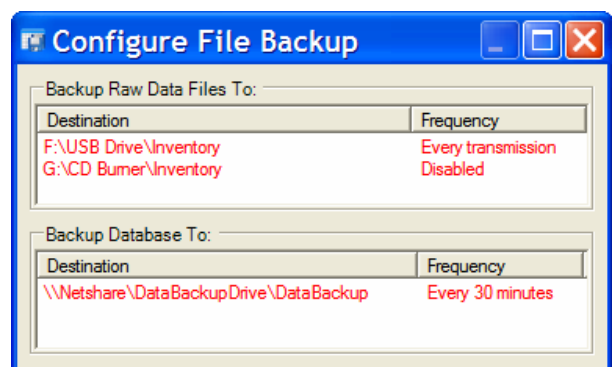 Configure File Backup
Backup Raw Data Files To:
Destination Frequency
F:\USB Drive\Inventory Every transmission
G:\CD Burner\Inventory Disabled
Backup Database To:
Destination Frequency
\\Netshare\DataBackupDrive\DataBackup Every 30 minutes